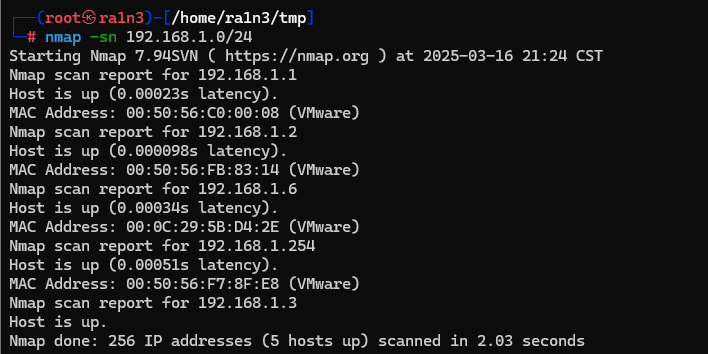 ┌──(root㉿ra1n3)-[/home/ra1n3/tmp]
└─# nmap -sn 192.168.1.0/24
Starting Nmap 7.94SVN ( https://nmap.org ) at 2025-03-16 21:24 CST
Nmap scan report for 192.168.1.1
Host is up (0.00023s latency).
MAC Address: 00:50:56:C0:00:08 (VMware)
Nmap scan report for 192.168.1.2
Host is up (0.000098s latency).
MAC Address: 00:50:56:FB:83:14 (VMware)
Nmap scan report for 192.168.1.6
Host is up (0.00034s latency).
MAC Address: 00:0C:29:5B:D4:2E (VMware)
Nmap scan report for 192.168.1.254
Host is up (0.00051s latency).
MAC Address: 00:50:56:F7:8F:E8 (VMware)
Nmap scan report for 192.168.1.3
Host is up.
Nmap done: 256 IP addresses (5 hosts up) scanned in 2.03 seconds